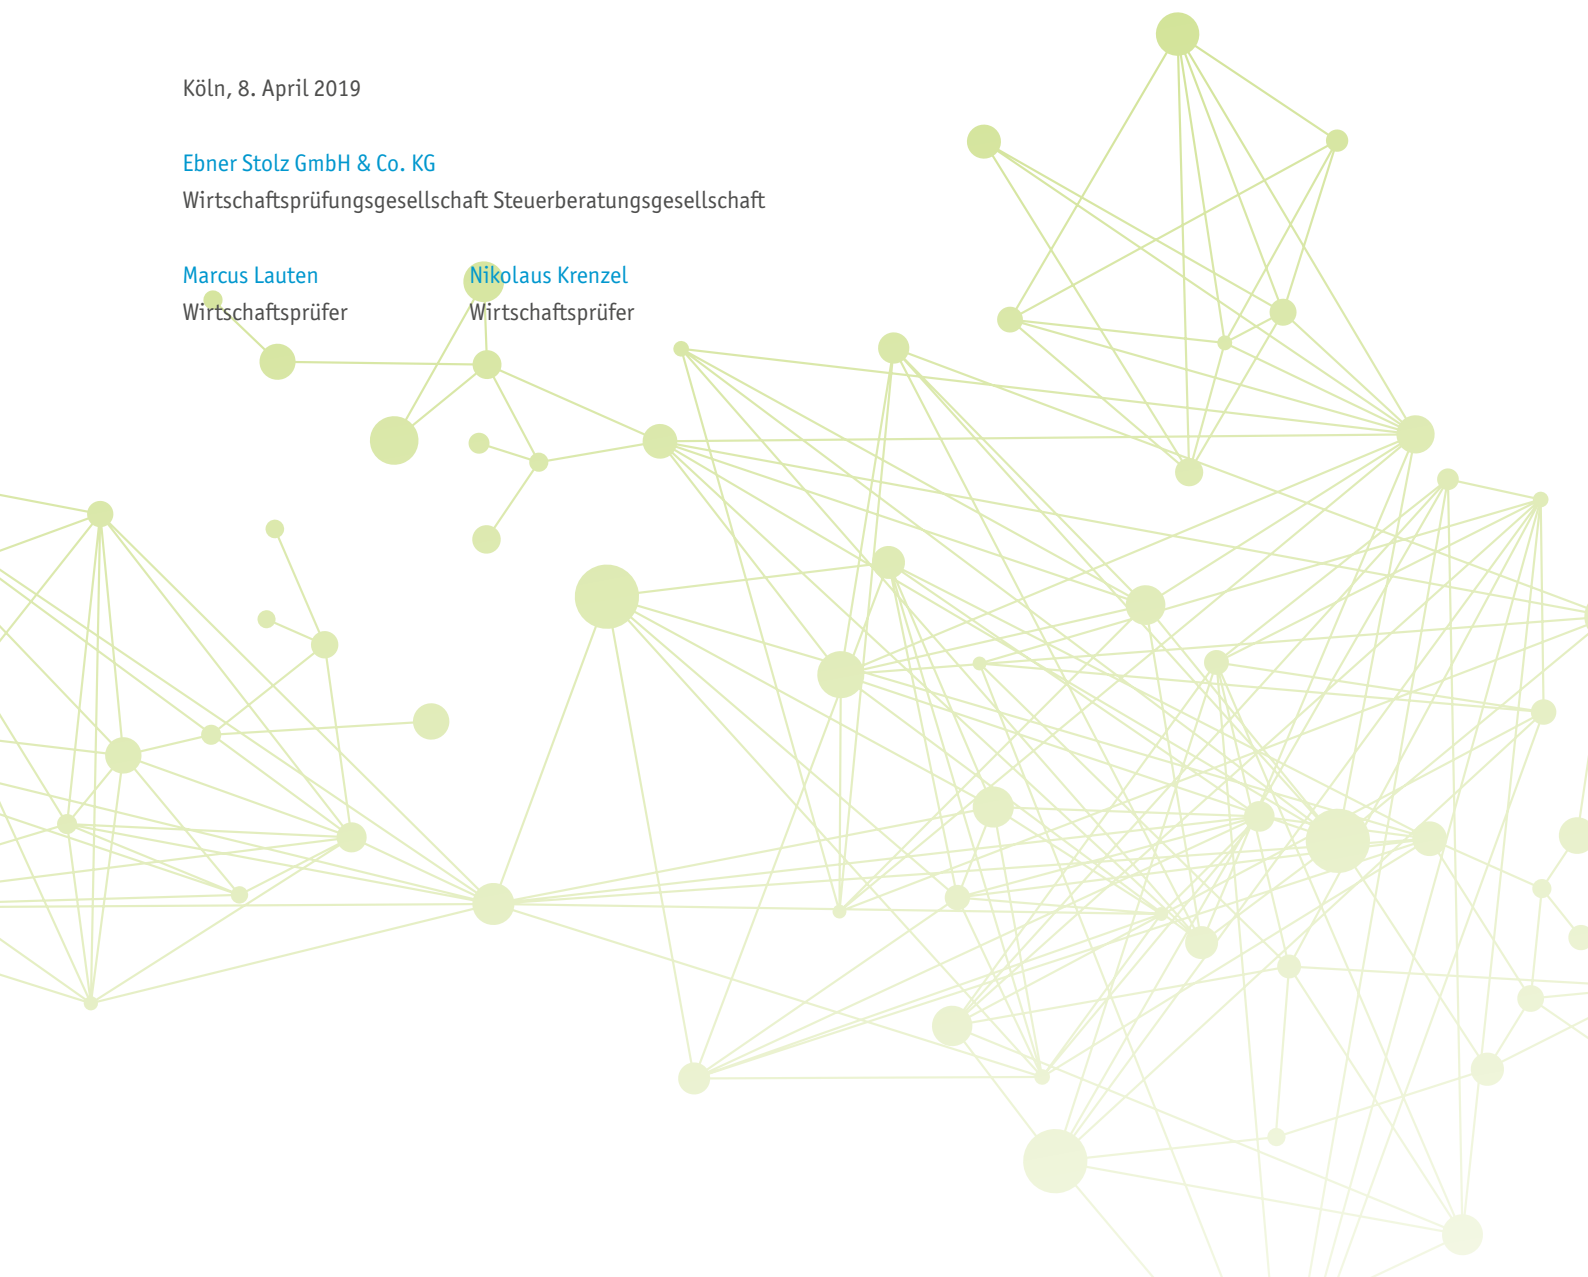 Köln, 8. April 2019
Ebner Stolz GmbH & Co. KG
Wirtschaftsprüfungsgesellschaft Steuerberatungsgesellschaft
Marcus Lauten Nikolaus Krenzel
Wirtschaftsprüfer Wirtschaftsprüfer